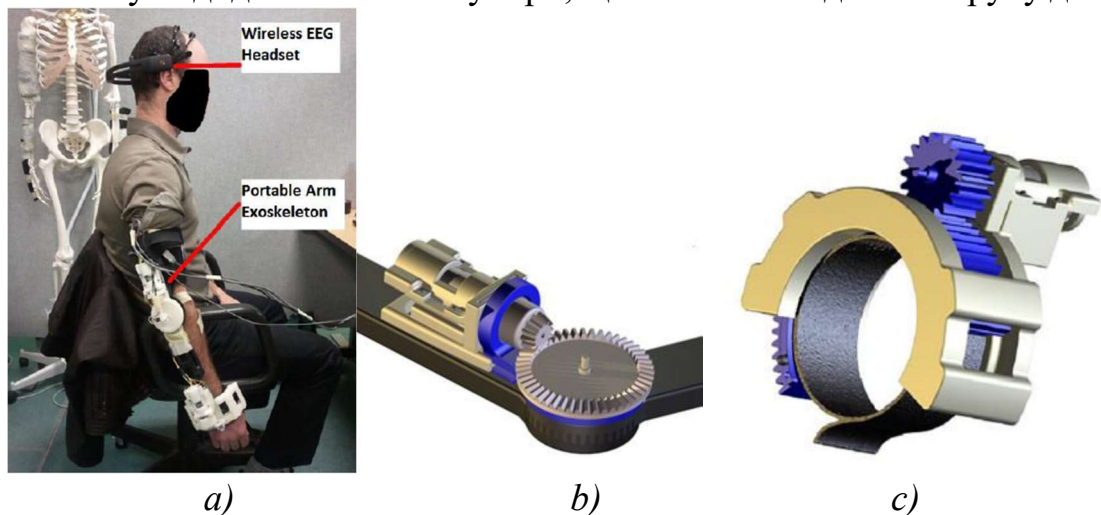 Wireless EEG
Headset
Portable Arm
Exoskeleton
a) b) c)